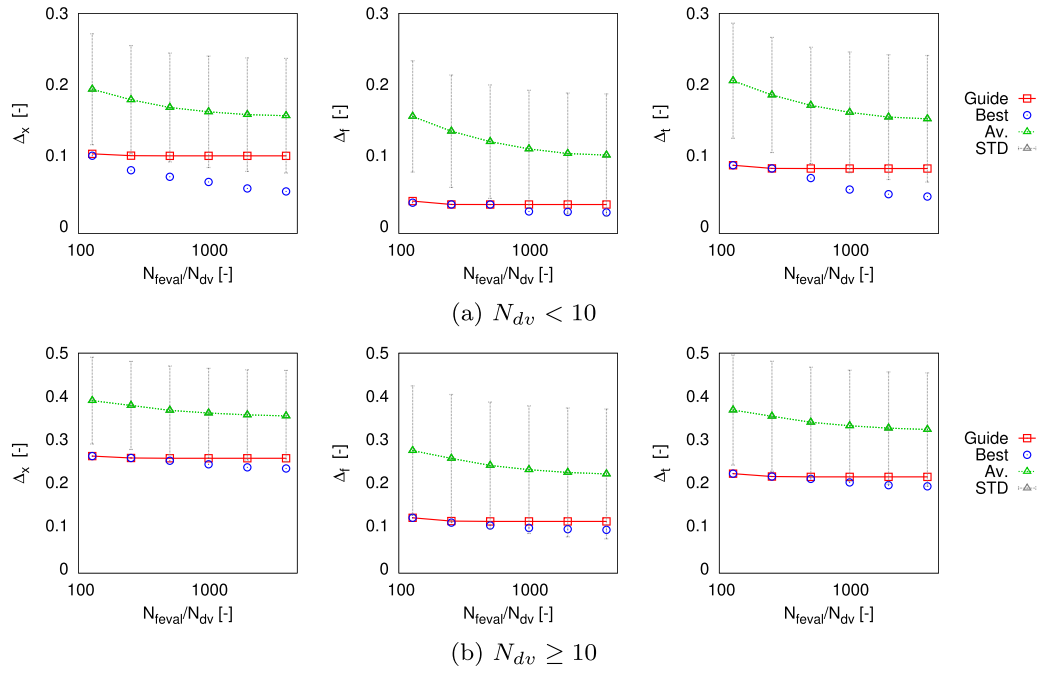 0.3
0.2
0.1
0
Δx [-]
100
1000
Nfeval/Ndv [-]
0.3
0.2
0.1
0
Δf [-]
100
1000
Nfeval/Ndv [-]
0.3
0.2
0.1
0
Δt [-]
100
1000
Nfeval/Ndv [-]
Guide
Best
Av.
STD
(a) Ndv < 10
0.5
0.4
0.3
0.2
0.1
0
Δx [-]
100
1000
Nfeval/Ndv [-]
0.5
0.4
0.3
0.2
0.1
0
Δf [-]
100
1000
Nfeval/Ndv [-]
0.5
0.4
0.3
0.2
0.1
0
Δt [-]
100
1000
Nfeval/Ndv [-]
Guide
Best
Av.
STD
(b) Ndv ≥ 10